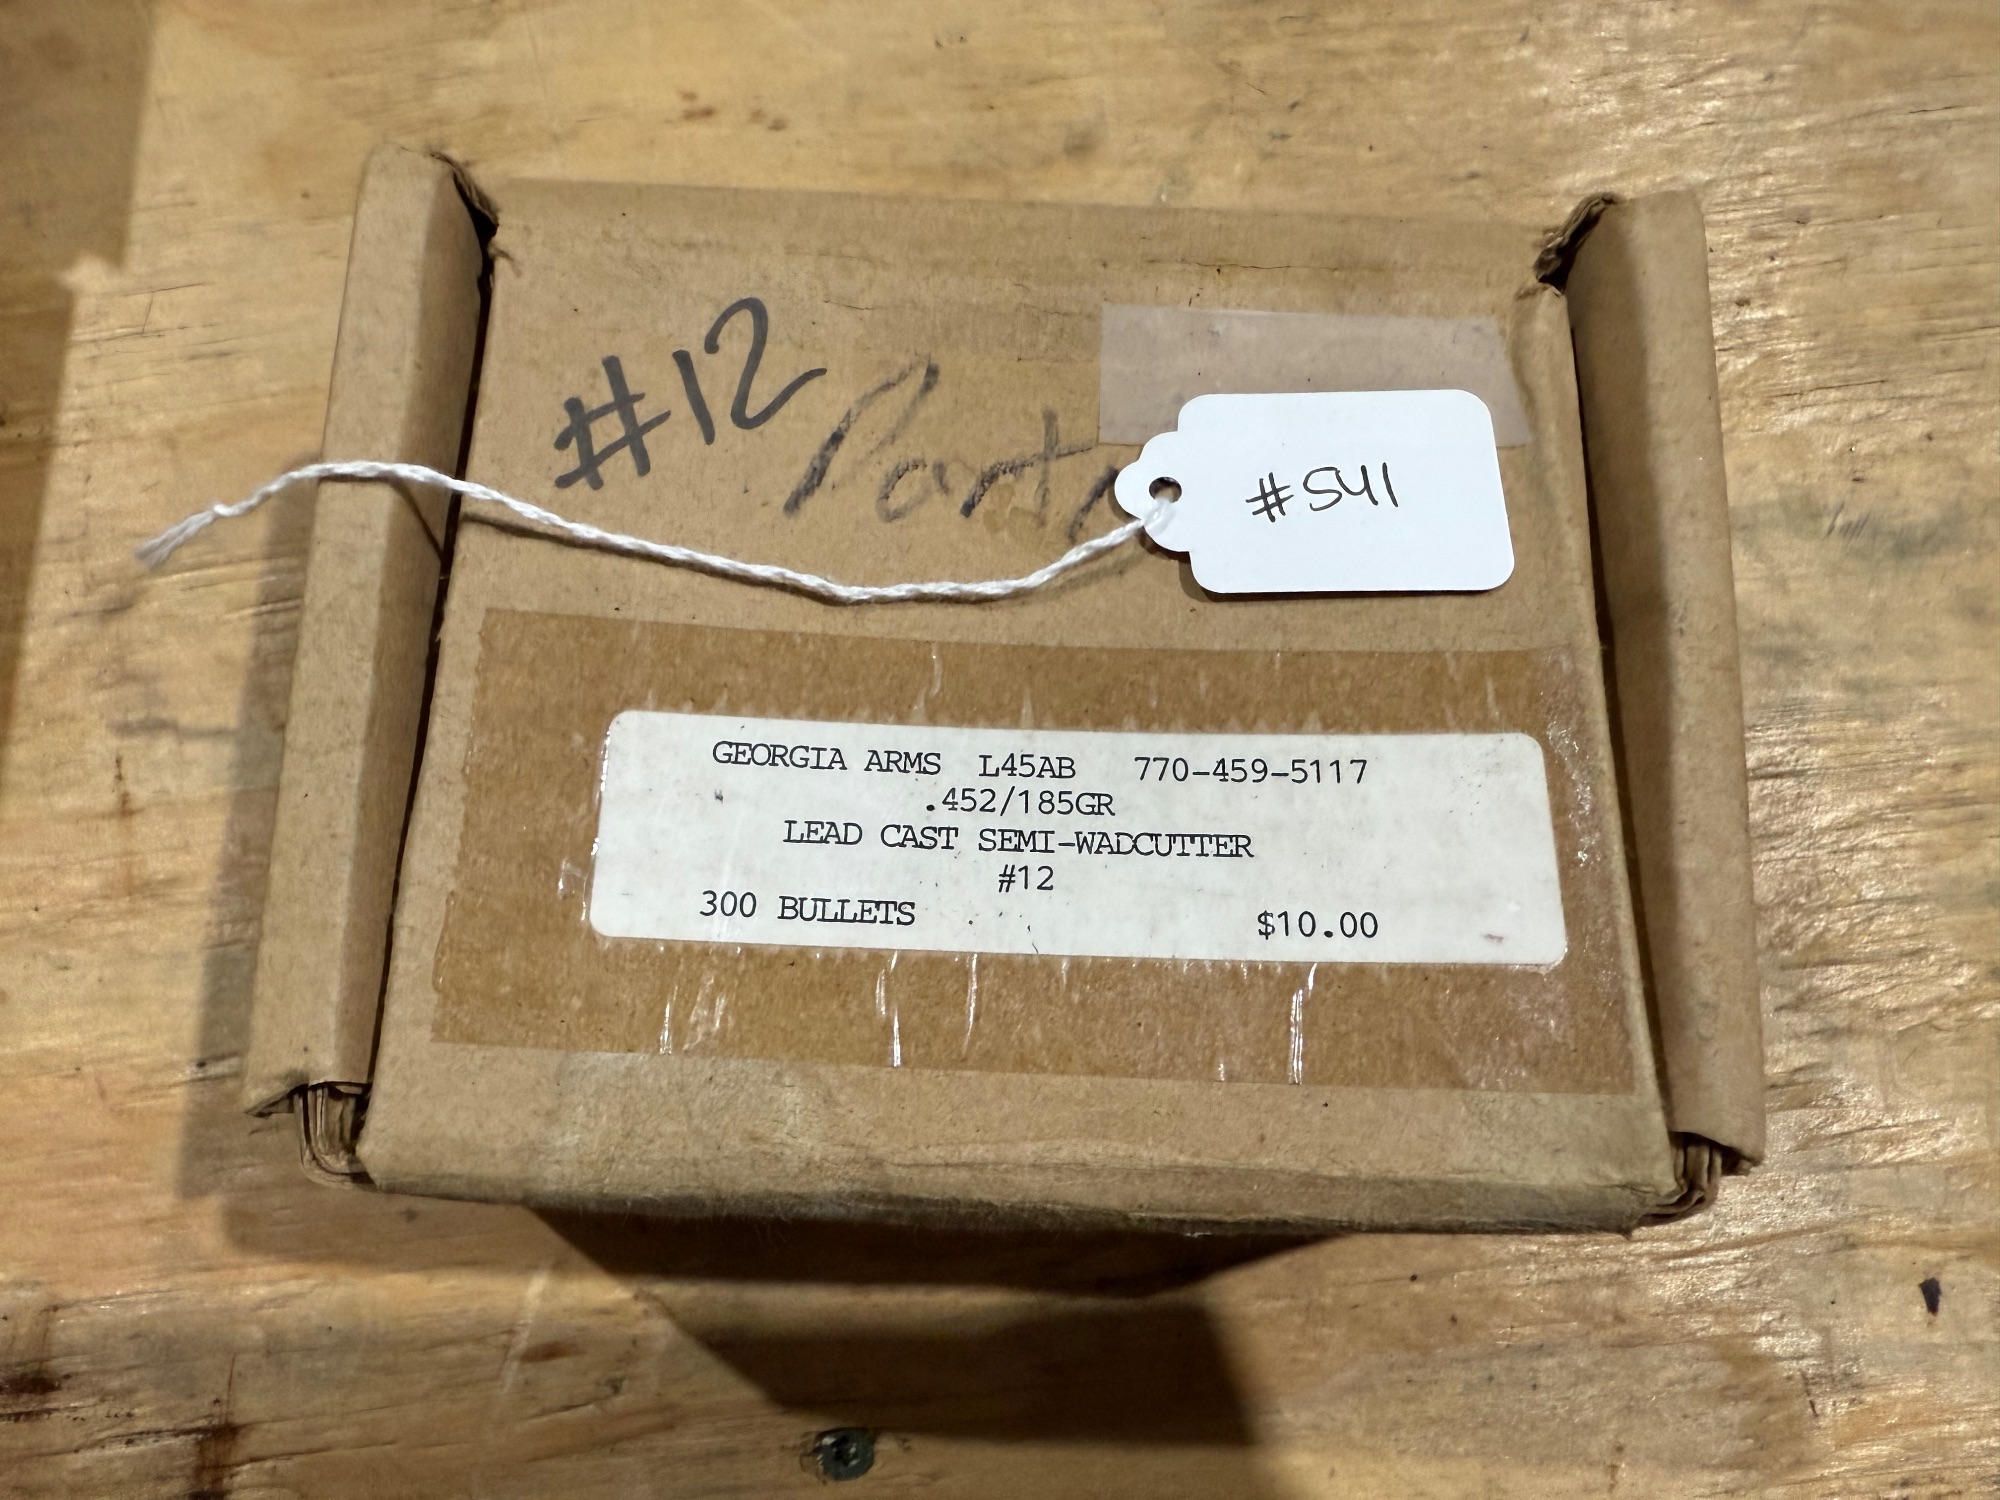 #12
#541
GEORGIA ARMS L45AB 770-459-5117
.452/185GR
LEAD CAST SEMI-WADCUTTER
#12
300 BULLETS $10.00